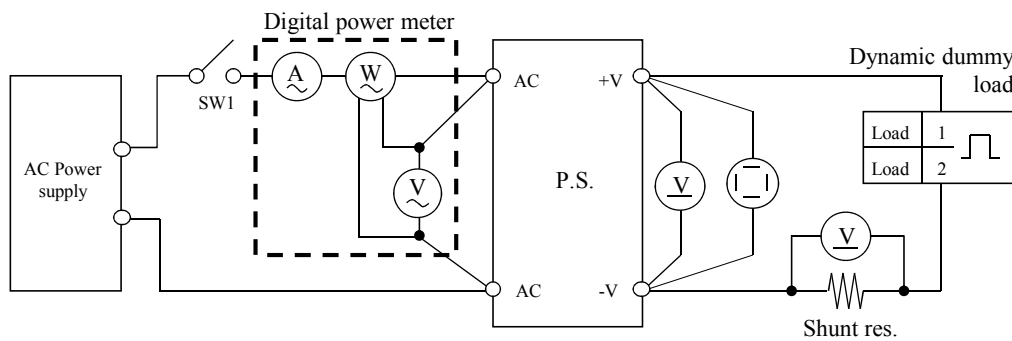 Digital power meter
Dynamic dummy
load
A
W
AC
+V
SW1
Load 1
Load 2
AC Power
supply
V
P.S.
V
V
AC
-V
Shunt res.